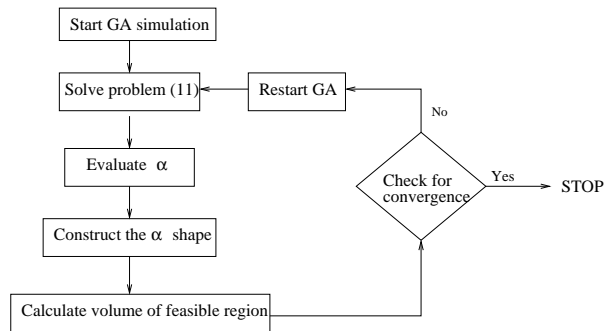 Start GA simulation
Solve problem (11)
Restart GA
No
Evaluate α
Check for
convergence
Yes
STOP
Construct the α shape
Calculate volume of feasible region